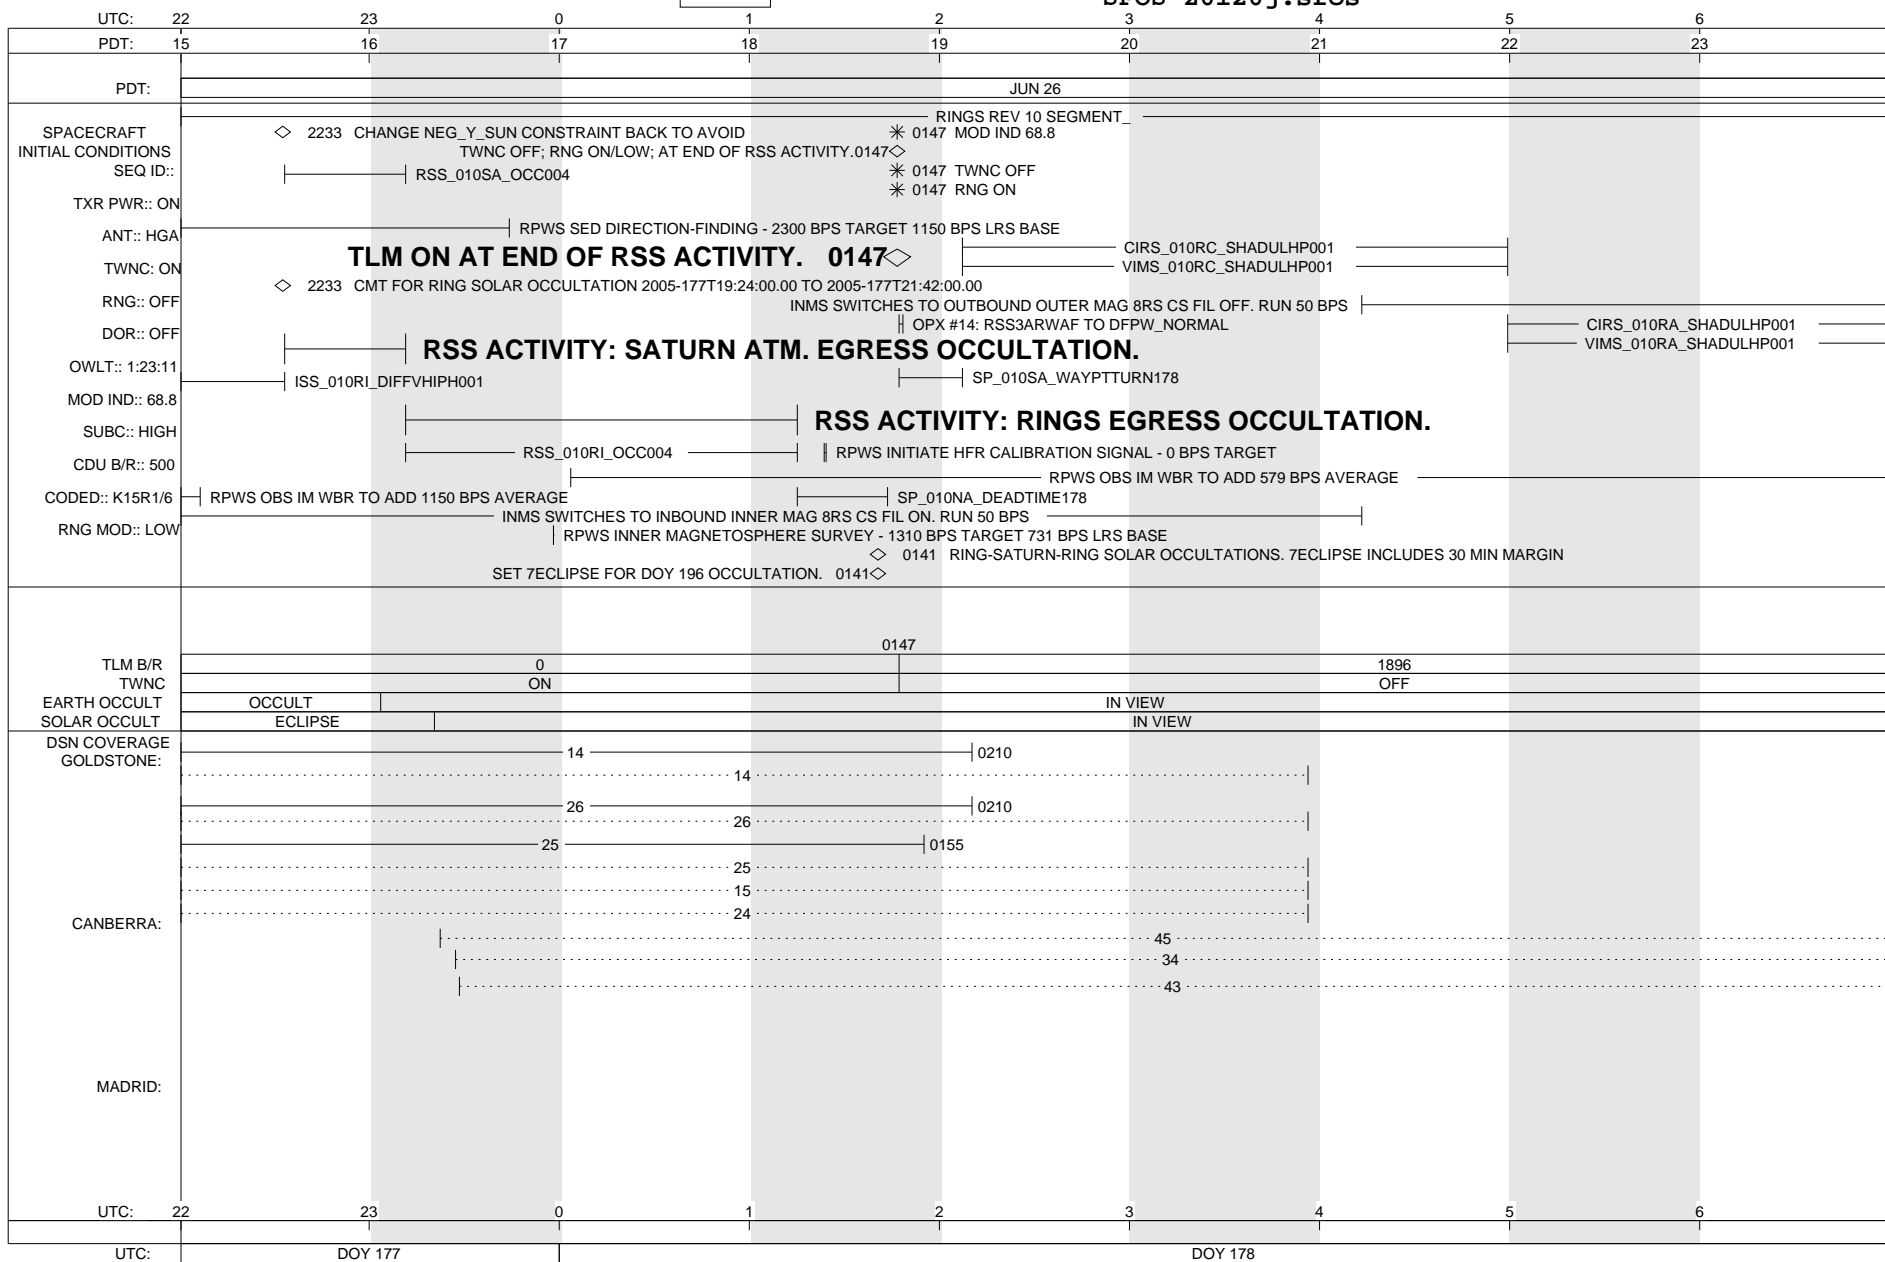 SFOS 20120j.sfcs
UTC: 22 23 0 1 2 3 4 5 6
PDT: 15 16 17 18 19 20 21 22 23
PDT: JUN 26
RINGS REV 10 SEGMENT_
SPACECRAFT
INITIAL CONDITIONS
SEQ ID::
TXR PWR:: ON
ANT:: HGA
TWNC: ON
RNG:: OFF
DOR:: OFF
OWLT:: 1:23:11
MOD IND:: 68.8
SUBC:: HIGH
CDU B/R:: 500
CODED:: K15R1/6
RNG MOD:: LOW
2233 CHANGE NEG_Y_SUN CONSTRAINT BACK TO AVOID
0147 MOD IND 68.8
TWNC OFF; RNG ON/LOW; AT END OF RSS ACTIVITY.0147
RSS_010SA_OCC004
0147 TWNC OFF
0147 RNG ON
RPWS SED DIRECTION-FINDING - 2300 BPS TARGET 1150 BPS LRS BASE
CIRS_010RC_SHADULHP001
TLM ON AT END OF RSS ACTIVITY. 0147
VIMS_010RC_SHADULHP001
2233 CMT FOR RING SOLAR OCCULTATION 2005-177T19:24:00.00 TO 2005-177T21:42:00.00
INMS SWITCHES TO OUTBOUND OUTER MAG 8RS CS FIL OFF. RUN 50 BPS
OPX #14: RSS3ARWAF TO DFPW_NORMAL
CIRS_010RA_SHADULHP001
VIMS_010RA_SHADULHP001
RSS ACTIVITY: SATURN ATM. EGRESS OCCULTATION.
ISS_010RI_DIFFVHIPH001
SP_010SA_WAYPTTURN178
RSS ACTIVITY: RINGS EGRESS OCCULTATION.
RSS_010RI_OCC004
RPWS INITIATE HFR CALIBRATION SIGNAL - 0 BPS TARGET
RPWS OBS IM WBR TO ADD 579 BPS AVERAGE
RPWS OBS IM WBR TO ADD 1150 BPS AVERAGE
SP_010NA_DEADTIME178
INMS SWITCHES TO INBOUND INNER MAG 8RS CS FIL ON. RUN 50 BPS
RPWS INNER MAGNETOSPHERE SURVEY - 1310 BPS TARGET 731 BPS LRS BASE
0141 RING-SATURN-RING SOLAR OCCULTATIONS. 7ECLIPSE INCLUDES 30 MIN MARGIN
SET 7ECLIPSE FOR DOY 196 OCCULTATION. 0141
0147
TLM B/R 0 1896
TWNC ON OFF
EARTH OCCULT OCCULT IN VIEW
SOLAR OCCULT ECLIPSE IN VIEW
DSN COVERAGE
GOLDSTONE:
14 0210
14
26 0210
26
25 0155
25
15
24
CANBERRA:
45
34
43
MADRID:
UTC: 22 23 0 1 2 3 4 5 6
UTC: DOY 177 DOY 178